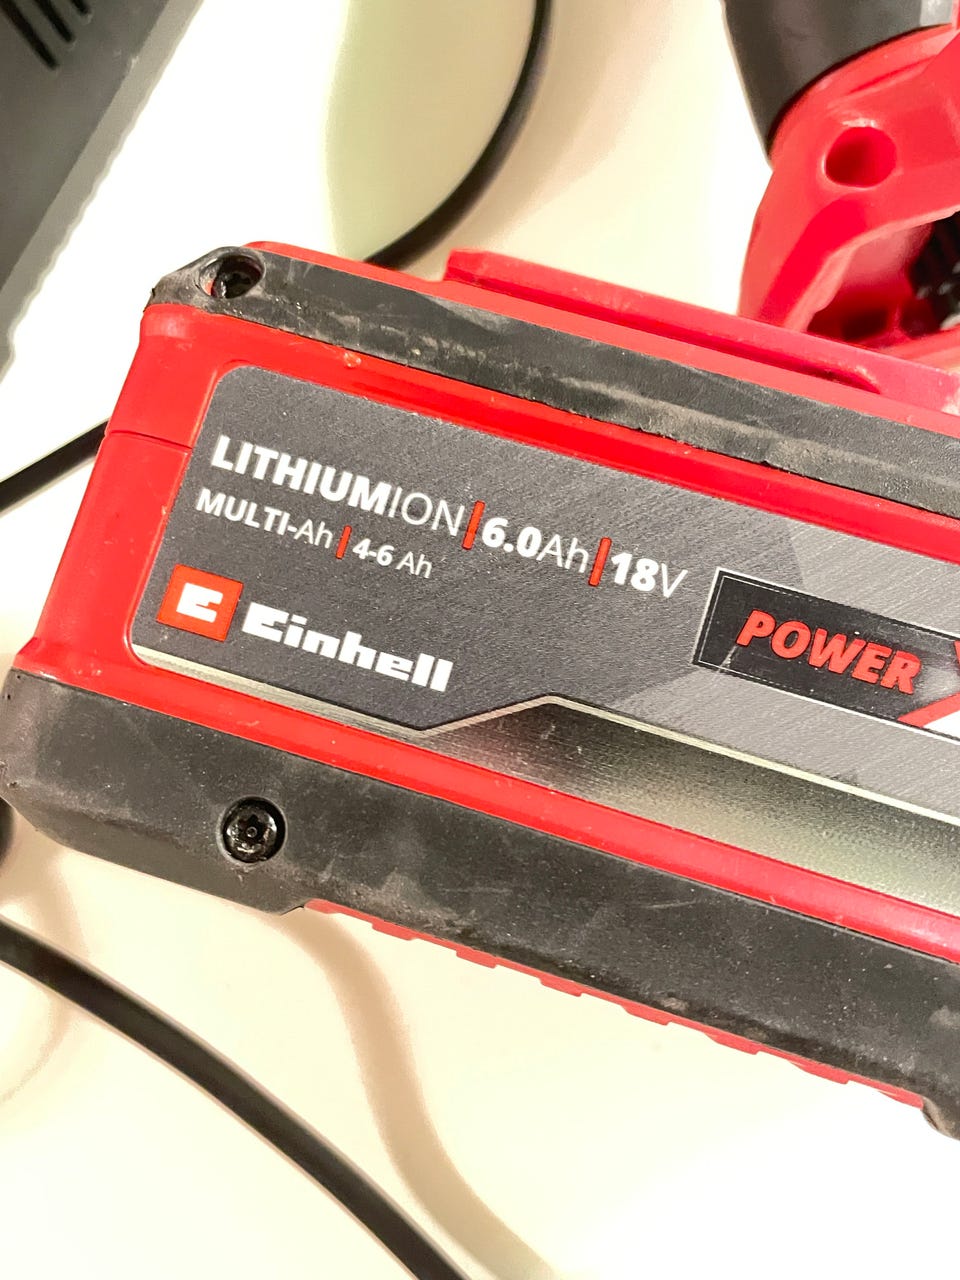 LITHIUMION|6.0Ah|18V
MULTI-Ah|4-6 Ah
Einhell
POWER X